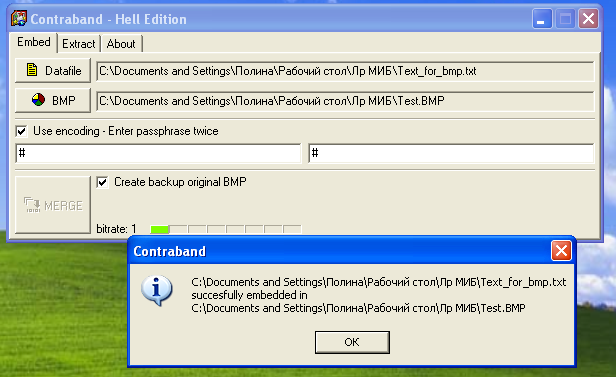 Contraband - Hell Edition
Embed Extract About
Datafile C:\Documents and Settings\Полина\Рабочий стол\Лр МИБ\Text_for_bmp.txt
BMP C:\Documents and Settings\Полина\Рабочий стол\Лр МИБ\Test.BMP
Use encoding - Enter passphrase twice
# #
MERGE Create backup original BMP
bitrate: 1
Contraband
C:\Documents and Settings\Полина\Рабочий стол\Лр МИБ\Text_for_bmp.txt
succesfully embedded in
C:\Documents and Settings\Полина\Рабочий стол\Лр МИБ\Test.BMP
OK